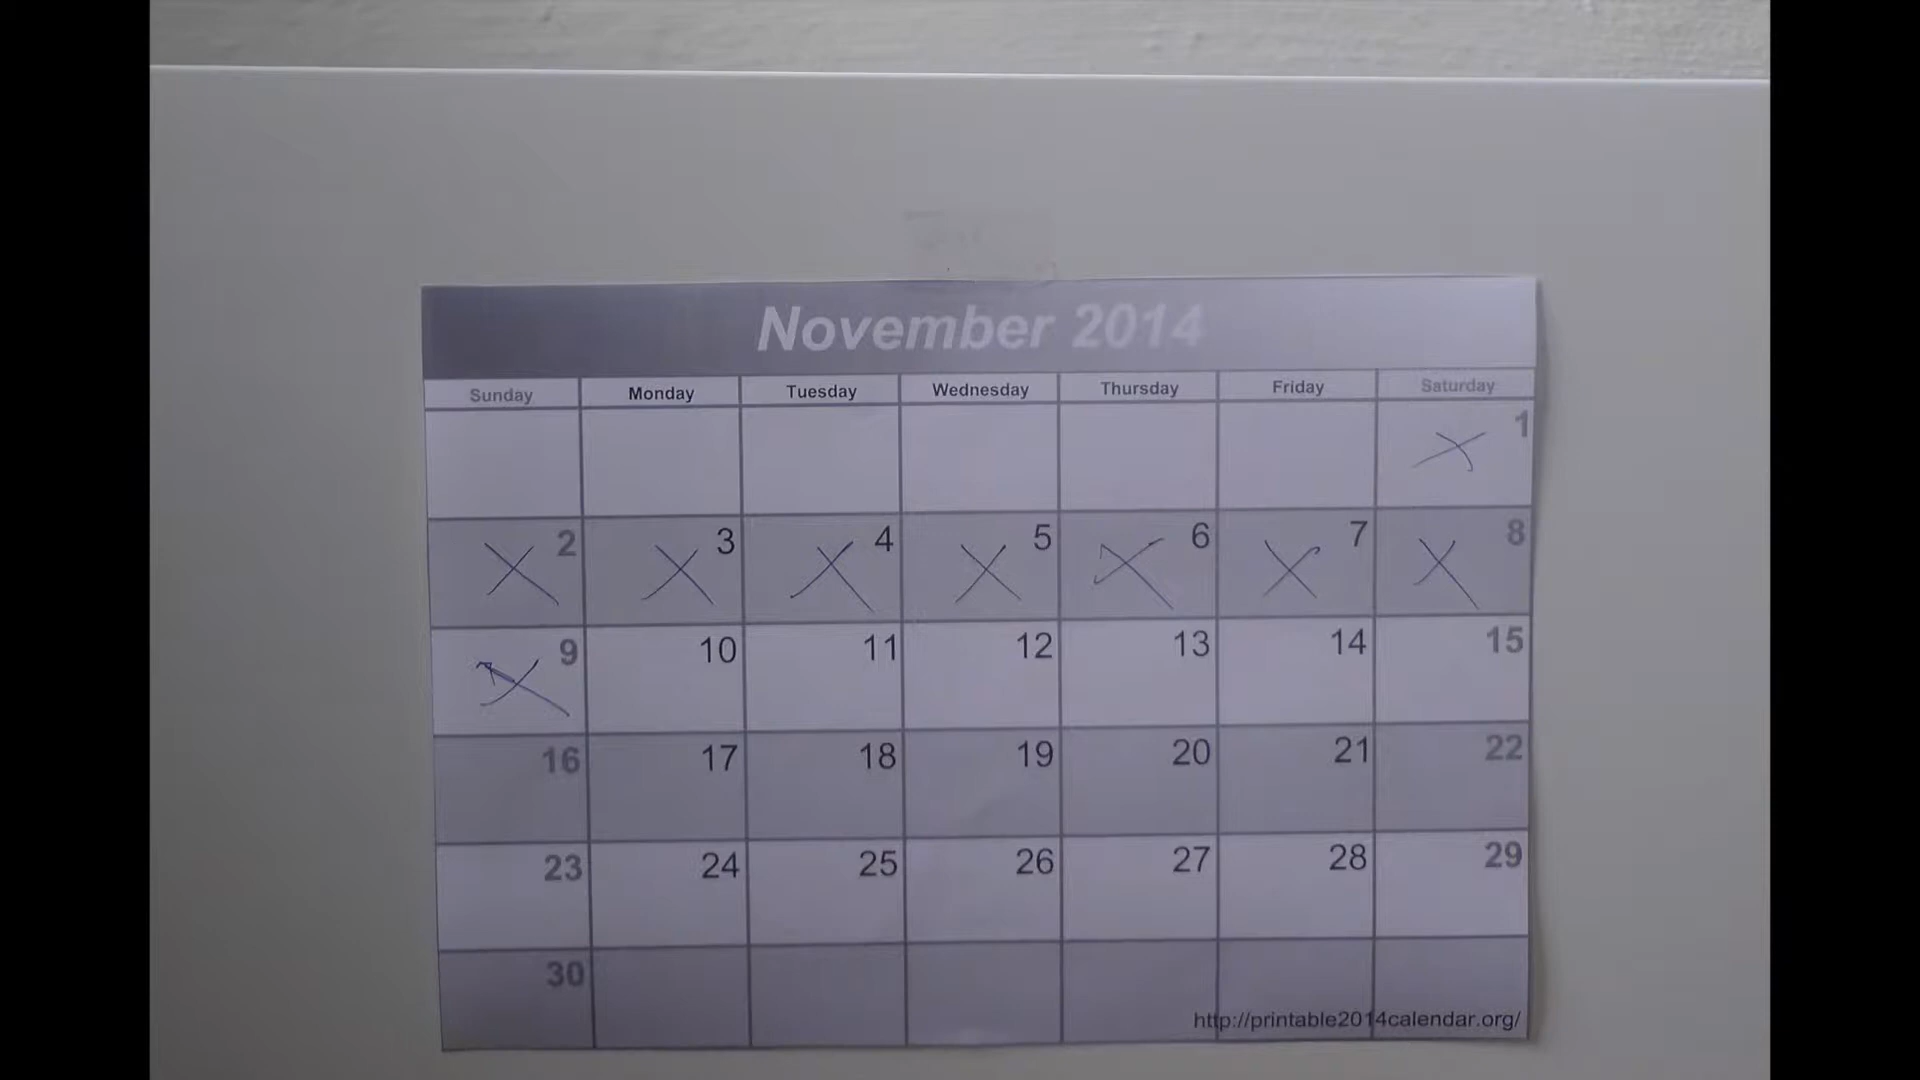 November 2014
Sunday Monday Tuesday Wednesday Thursday Friday Saturday
1
2 3 4 5 6 7 8
9 10 11 12 13 14 15
16 17 18 19 20 21 22
23 24 25 26 27 28 29
30
http://printable2014calendar.org/